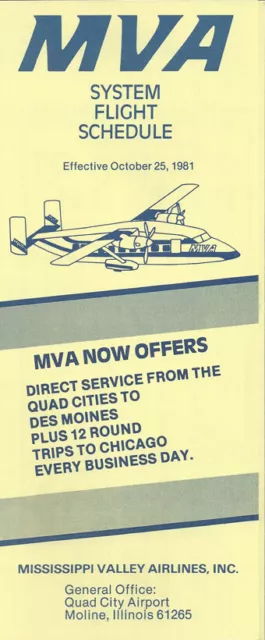 MVA
SYSTEM
FLIGHT
SCHEDULE
Effective October 25, 1981
MVA
MVA NOW OFFERS
DIRECT SERVICE FROM THE
QUAD CITIES TO
DES MOINES
PLUS 12 ROUND
TRIPS TO CHICAGO
EVERY BUSINESS DAY.
MISSISSIPPI VALLEY AIRLINES, INC.
General Office:
Quad City Airport
Moline, Illinois 61265